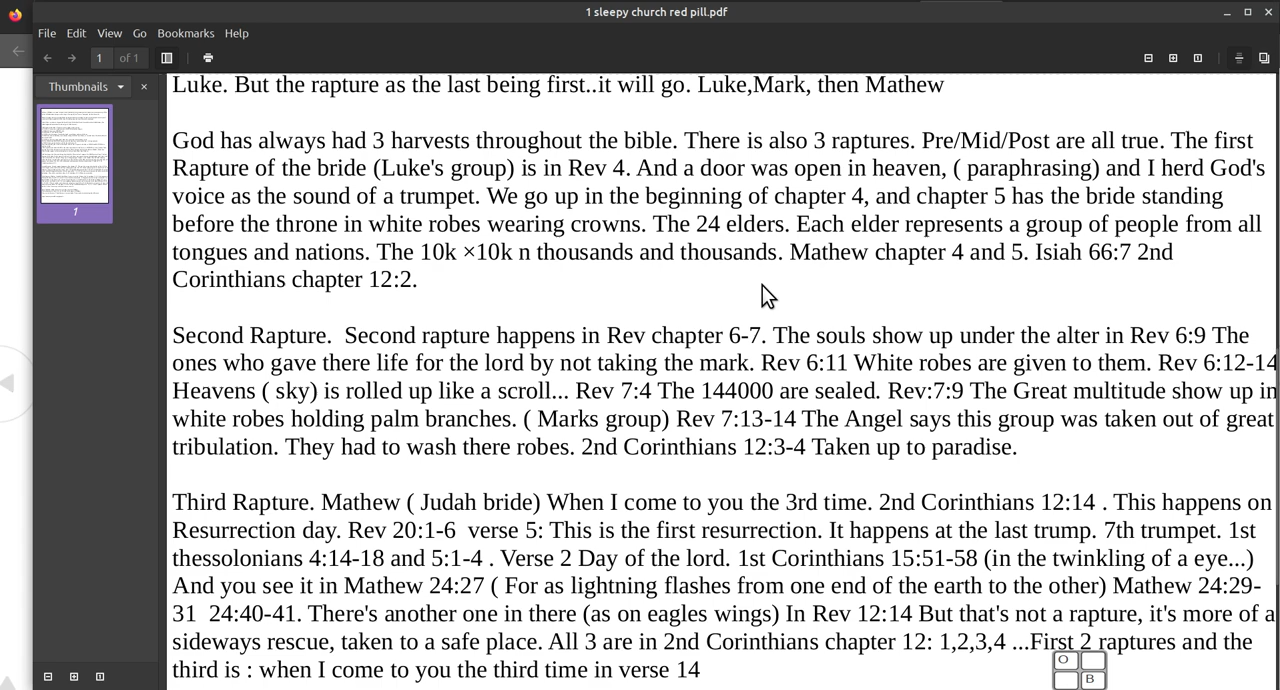 1 sleepy church red pill.pdf
File Edit View Go Bookmarks Help
1 of 1
Thumbnails
1
Luke. But the rapture as the last being first..it will go. Luke,Mark, then Mathew
God has always had 3 harvests throughout the bible. There is also 3 raptures. Pre/Mid/Post are all true. The first
Rapture of the bride (Luke's group) is in Rev 4. And a door was open in heaven, ( paraphrasing) and I herd God's
voice as the sound of a trumpet. We go up in the beginning of chapter 4, and chapter 5 has the bride standing
before the throne in white robes wearing crowns. The 24 elders. Each elder represents a group of people from all
tongues and nations. The 10k ×10k n thousands and thousands. Mathew chapter 4 and 5. Isiah 66:7 2nd
Corinthians chapter 12:2.
Second Rapture.  Second rapture happens in Rev chapter 6-7. The souls show up under the alter in Rev 6:9 The
ones who gave there life for the lord by not taking the mark. Rev 6:11 White robes are given to them. Rev 6:12-14
Heavens ( sky) is rolled up like a scroll... Rev 7:4 The 144000 are sealed. Rev:7:9 The Great multitude show up in
white robes holding palm branches. ( Marks group) Rev 7:13-14 The Angel says this group was taken out of great
tribulation. They had to wash there robes. 2nd Corinthians 12:3-4 Taken up to paradise.
Third Rapture. Mathew ( Judah bride) When I come to you the 3rd time. 2nd Corinthians 12:14 . This happens on
Resurrection day. Rev 20:1-6  verse 5: This is the first resurrection. It happens at the last trump. 7th trumpet. 1st
thessolonians 4:14-18 and 5:1-4 . Verse 2 Day of the lord. 1st Corinthians 15:51-58 (in the twinkling of a eye...)
And you see it in Mathew 24:27 ( For as lightning flashes from one end of the earth to the other) Mathew 24:29-
31  24:40-41. There's another one in there (as on eagles wings) In Rev 12:14 But that's not a rapture, it's more of a
sideways rescue, taken to a safe place. All 3 are in 2nd Corinthians chapter 12: 1,2,3,4 ...First 2 raptures and the
third is : when I come to you the third time in verse 14
O
B